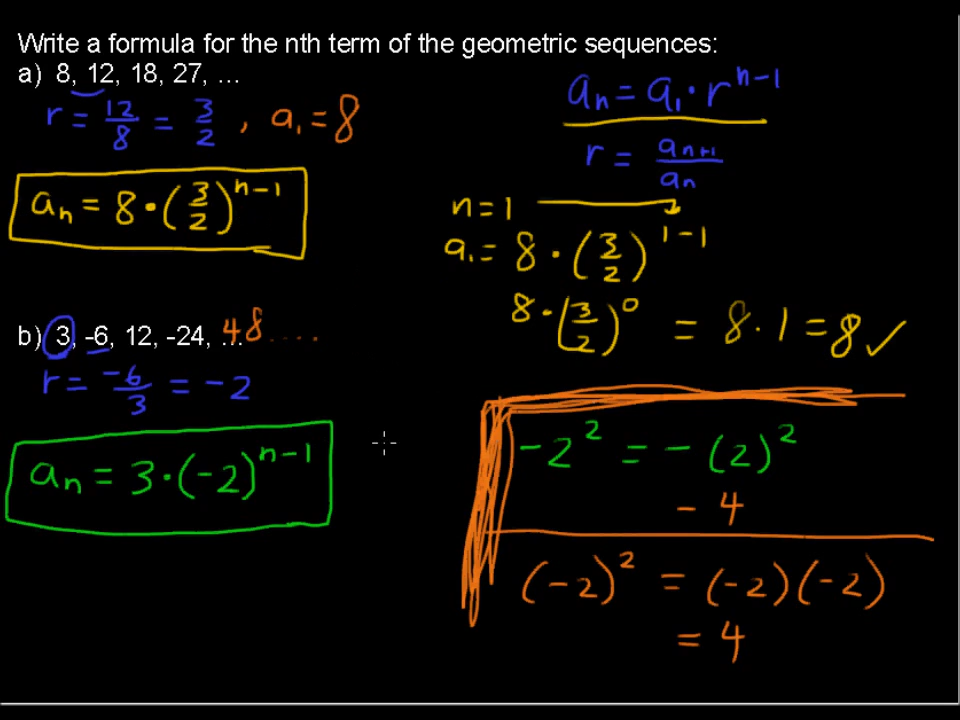 Write a formula for the nth term of the geometric sequences:
a) 8, 12, 18, 27, ...
r = 12/8 = 3/2 , a₁ = 8
aₙ = 8 · (3/2)ⁿ⁻¹
aₙ = a₁ · rⁿ⁻¹
r = aₙ₊₁/aₙ
n = 1
a₁ = 8 · (3/2)¹⁻¹
8 · (3/2)⁰ = 8 · 1 = 8 ✓
b) 3, -6, 12, -24, ... 48 ....
r = -6/3 = -2
aₙ = 3 · (-2)ⁿ⁻¹
-2² = -(2)²
- 4
(-2)² = (-2)(-2)
= 4